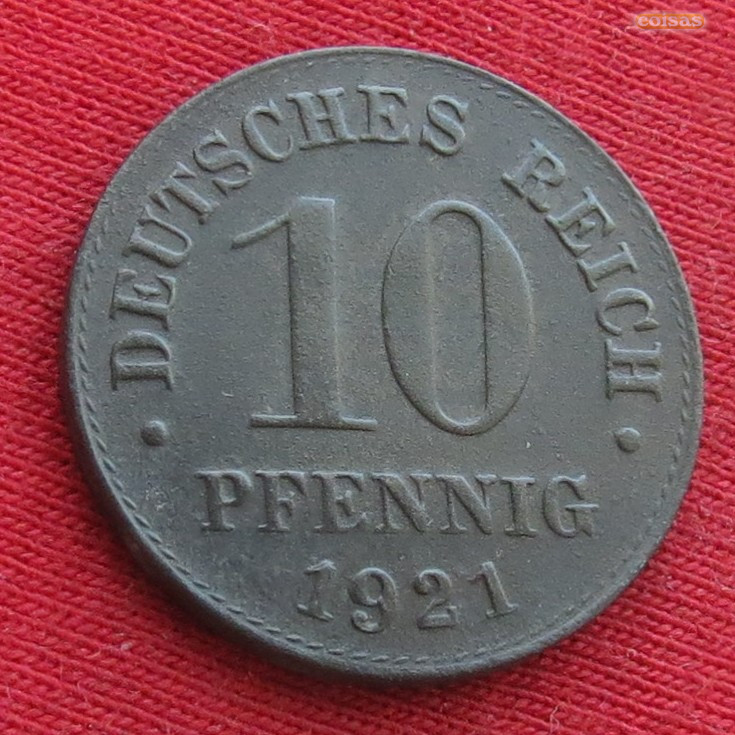 coisas
DEUTSCHES REICH
10
PFENNIG
1921